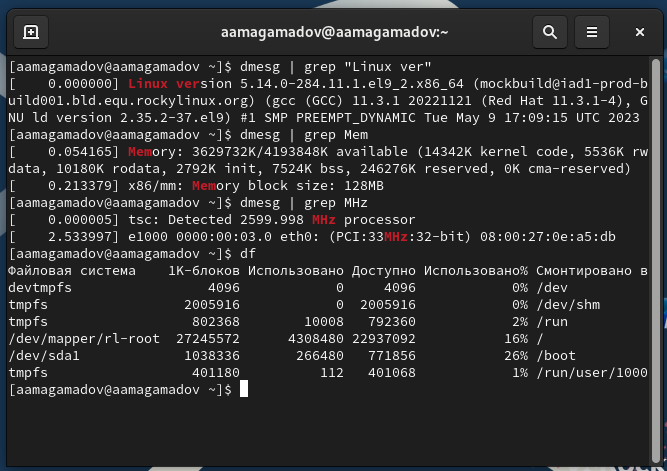 aamagamadov@aamagamadov:~
[aamagamadov@aamagamadov ~]$ dmesg | grep "Linux ver"
[    0.000000] Linux version 5.14.0-284.11.1.el9_2.x86_64 (mockbuild@iad1-prod-b
uild001.bld.equ.rockylinux.org) (gcc (GCC) 11.3.1 20221121 (Red Hat 11.3.1-4), G
NU ld version 2.35.2-37.el9) #1 SMP PREEMPT_DYNAMIC Tue May 9 17:09:15 UTC 2023
[aamagamadov@aamagamadov ~]$ dmesg | grep Mem
[    0.054165] Memory: 3629732K/4193848K available (14342K kernel code, 5536K rw
data, 10180K rodata, 2792K init, 7524K bss, 246276K reserved, 0K cma-reserved)
[    0.213379] x86/mm: Memory block size: 128MB
[aamagamadov@aamagamadov ~]$ dmesg | grep MHz
[    0.000005] tsc: Detected 2599.998 MHz processor
[    2.533997] e1000 0000:00:03.0 eth0: (PCI:33MHz:32-bit) 08:00:27:0e:a5:db
[aamagamadov@aamagamadov ~]$ df
Файловая система    1K-блоков Использовано Доступно Использовано% Смонтировано в
devtmpfs                 4096            0     4096            0% /dev
tmpfs                 2005916            0  2005916            0% /dev/shm
tmpfs                  802368        10008   792360            2% /run
/dev/mapper/rl-root  27245572      4308480 22937092           16% /
/dev/sda1             1038336       266480   771856           26% /boot
tmpfs                  401180          112   401068            1% /run/user/1000
[aamagamadov@aamagamadov ~]$